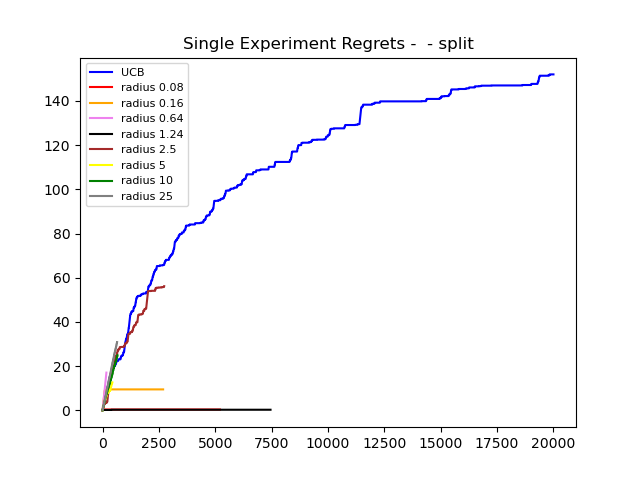 Single Experiment Regrets -  - split
UCB
radius 0.08
radius 0.16
radius 0.64
radius 1.24
radius 2.5
radius 5
radius 10
radius 25
140
120
100
80
60
40
20
0
0 2500 5000 7500 10000 12500 15000 17500 20000